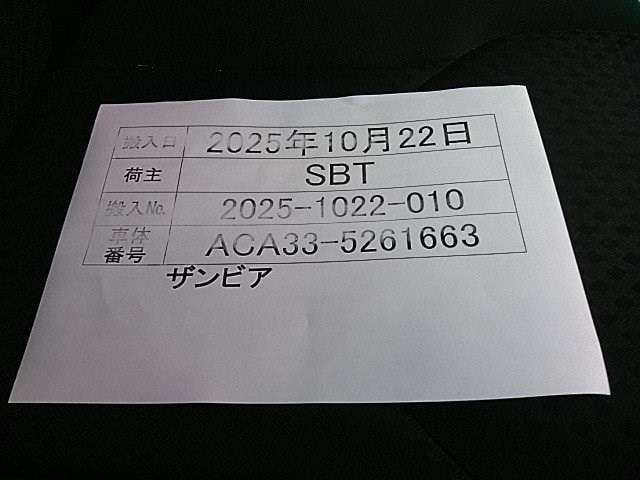 搬入日 2025年10月22日
荷主 SBT
搬入No. 2025-1022-010
車体番号 ACA33-5261663
ザンビア